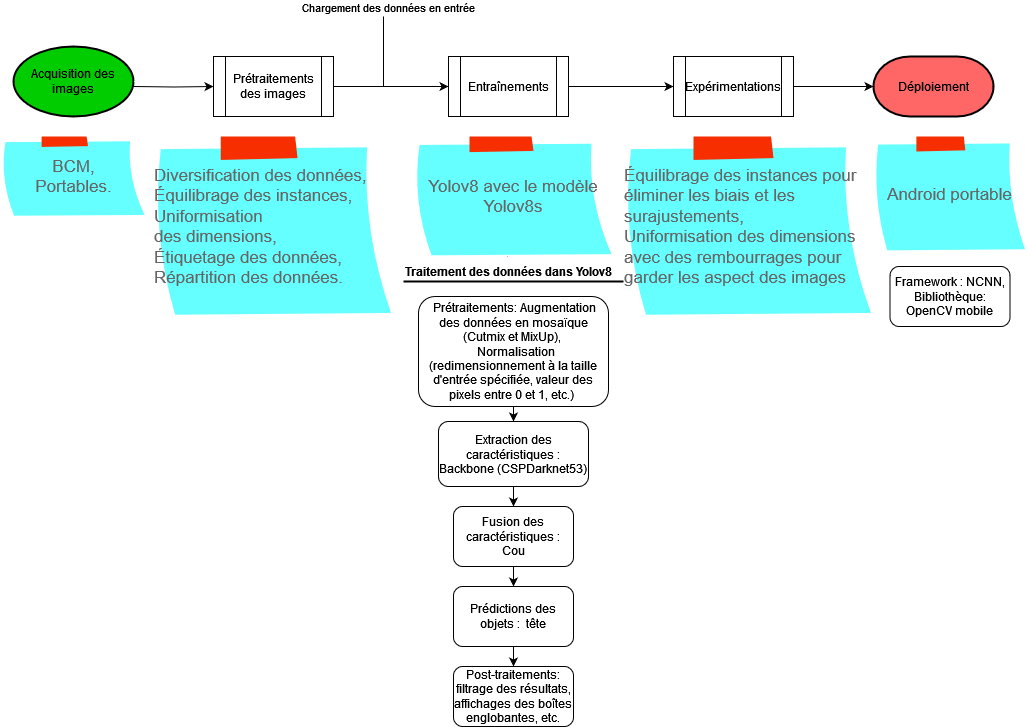 Chargement des données en entrée
Acquisition des
images
Prétraitements
des images
Entraînements
Expérimentations
Déploiement
BCM,
Portables.
Diversification des données,
Équilibrage des instances,
Uniformisation
des dimensions,
Étiquetage des données,
Répartition des données.
Yolov8 avec le modèle
Yolov8s
Équilibrage des instances pour
éliminer les biais et les
surajustements,
Uniformisation des dimensions
avec des rembourrages pour
garder les aspect des images
Android portable
Framework : NCNN,
Bibliothèque:
OpenCV mobile
Traitement des données dans Yolov8
Prétraitements: Augmentation
des données en mosaïque
(Cutmix et MixUp),
Normalisation
(redimensionnement à la taille
d'entrée spécifiée, valeur des
pixels entre 0 et 1, etc.)
Extraction des
caractéristiques :
Backbone (CSPDarknet53)
Fusion des
caractéristiques :
Cou
Prédictions des
objets : tête
Post-traitements:
filtrage des résultats,
affichages des boîtes
englobantes, etc.